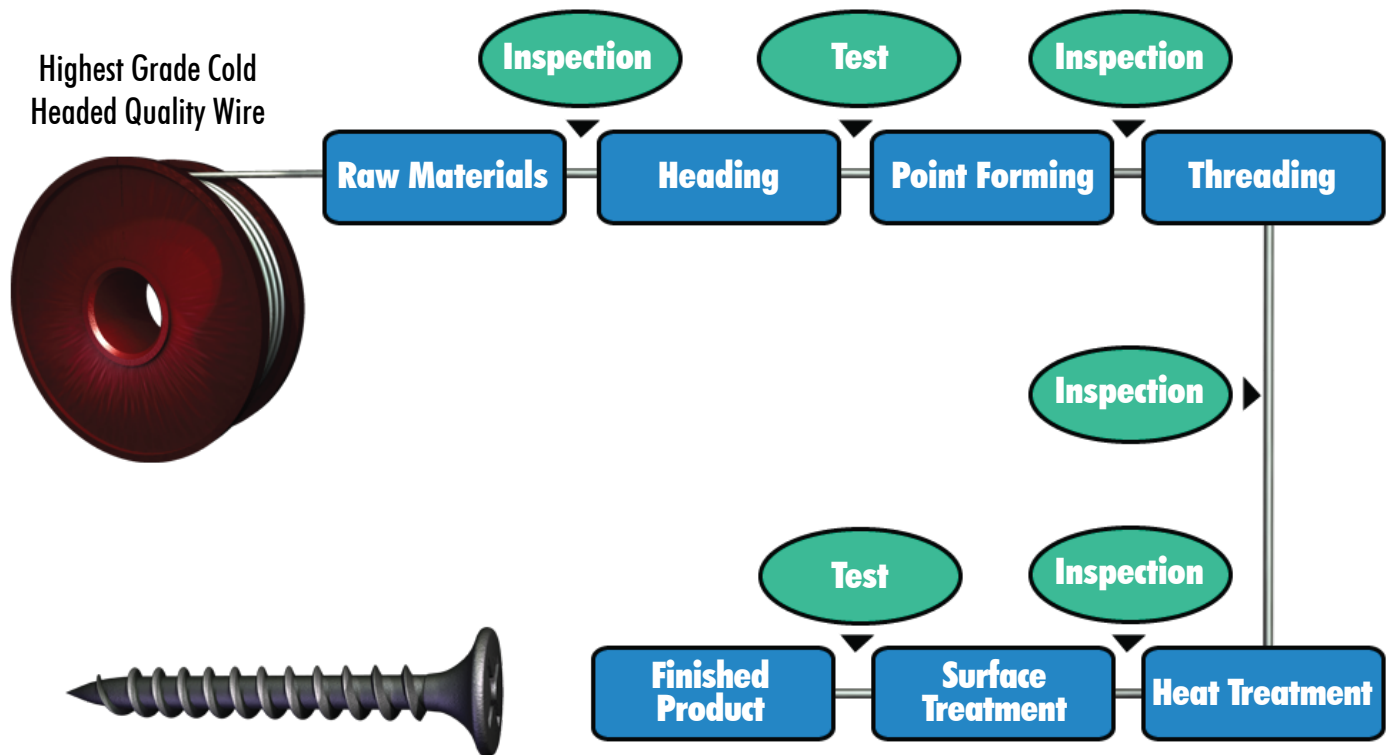 Highest Grade Cold
Headed Quality Wire
Inspection
Test
Inspection
Raw Materials
Heading
Point Forming
Threading
Inspection
Test
Inspection
Finished
Product
Surface
Treatment
Heat Treatment